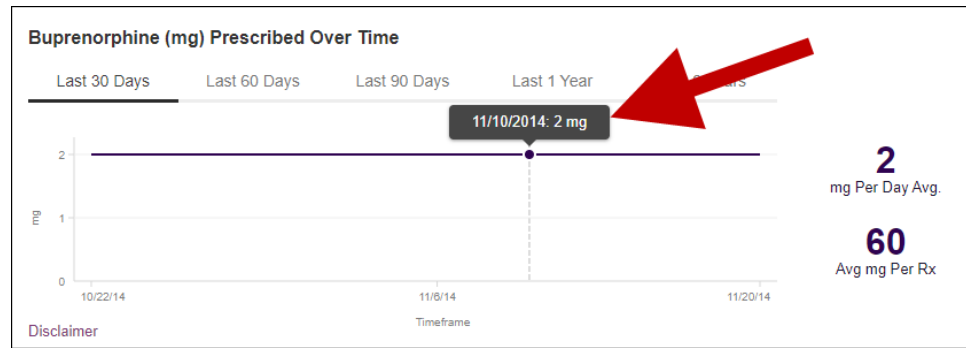 Buprenorphine (mg) Prescribed Over Time
Last 30 Days Last 60 Days Last 90 Days Last 1 Year
11/10/2014: 2 mg
2
1
0
mg
10/22/14 11/6/14 11/20/14
Timeframe
2
mg Per Day Avg.
60
Avg mg Per Rx
Disclaimer